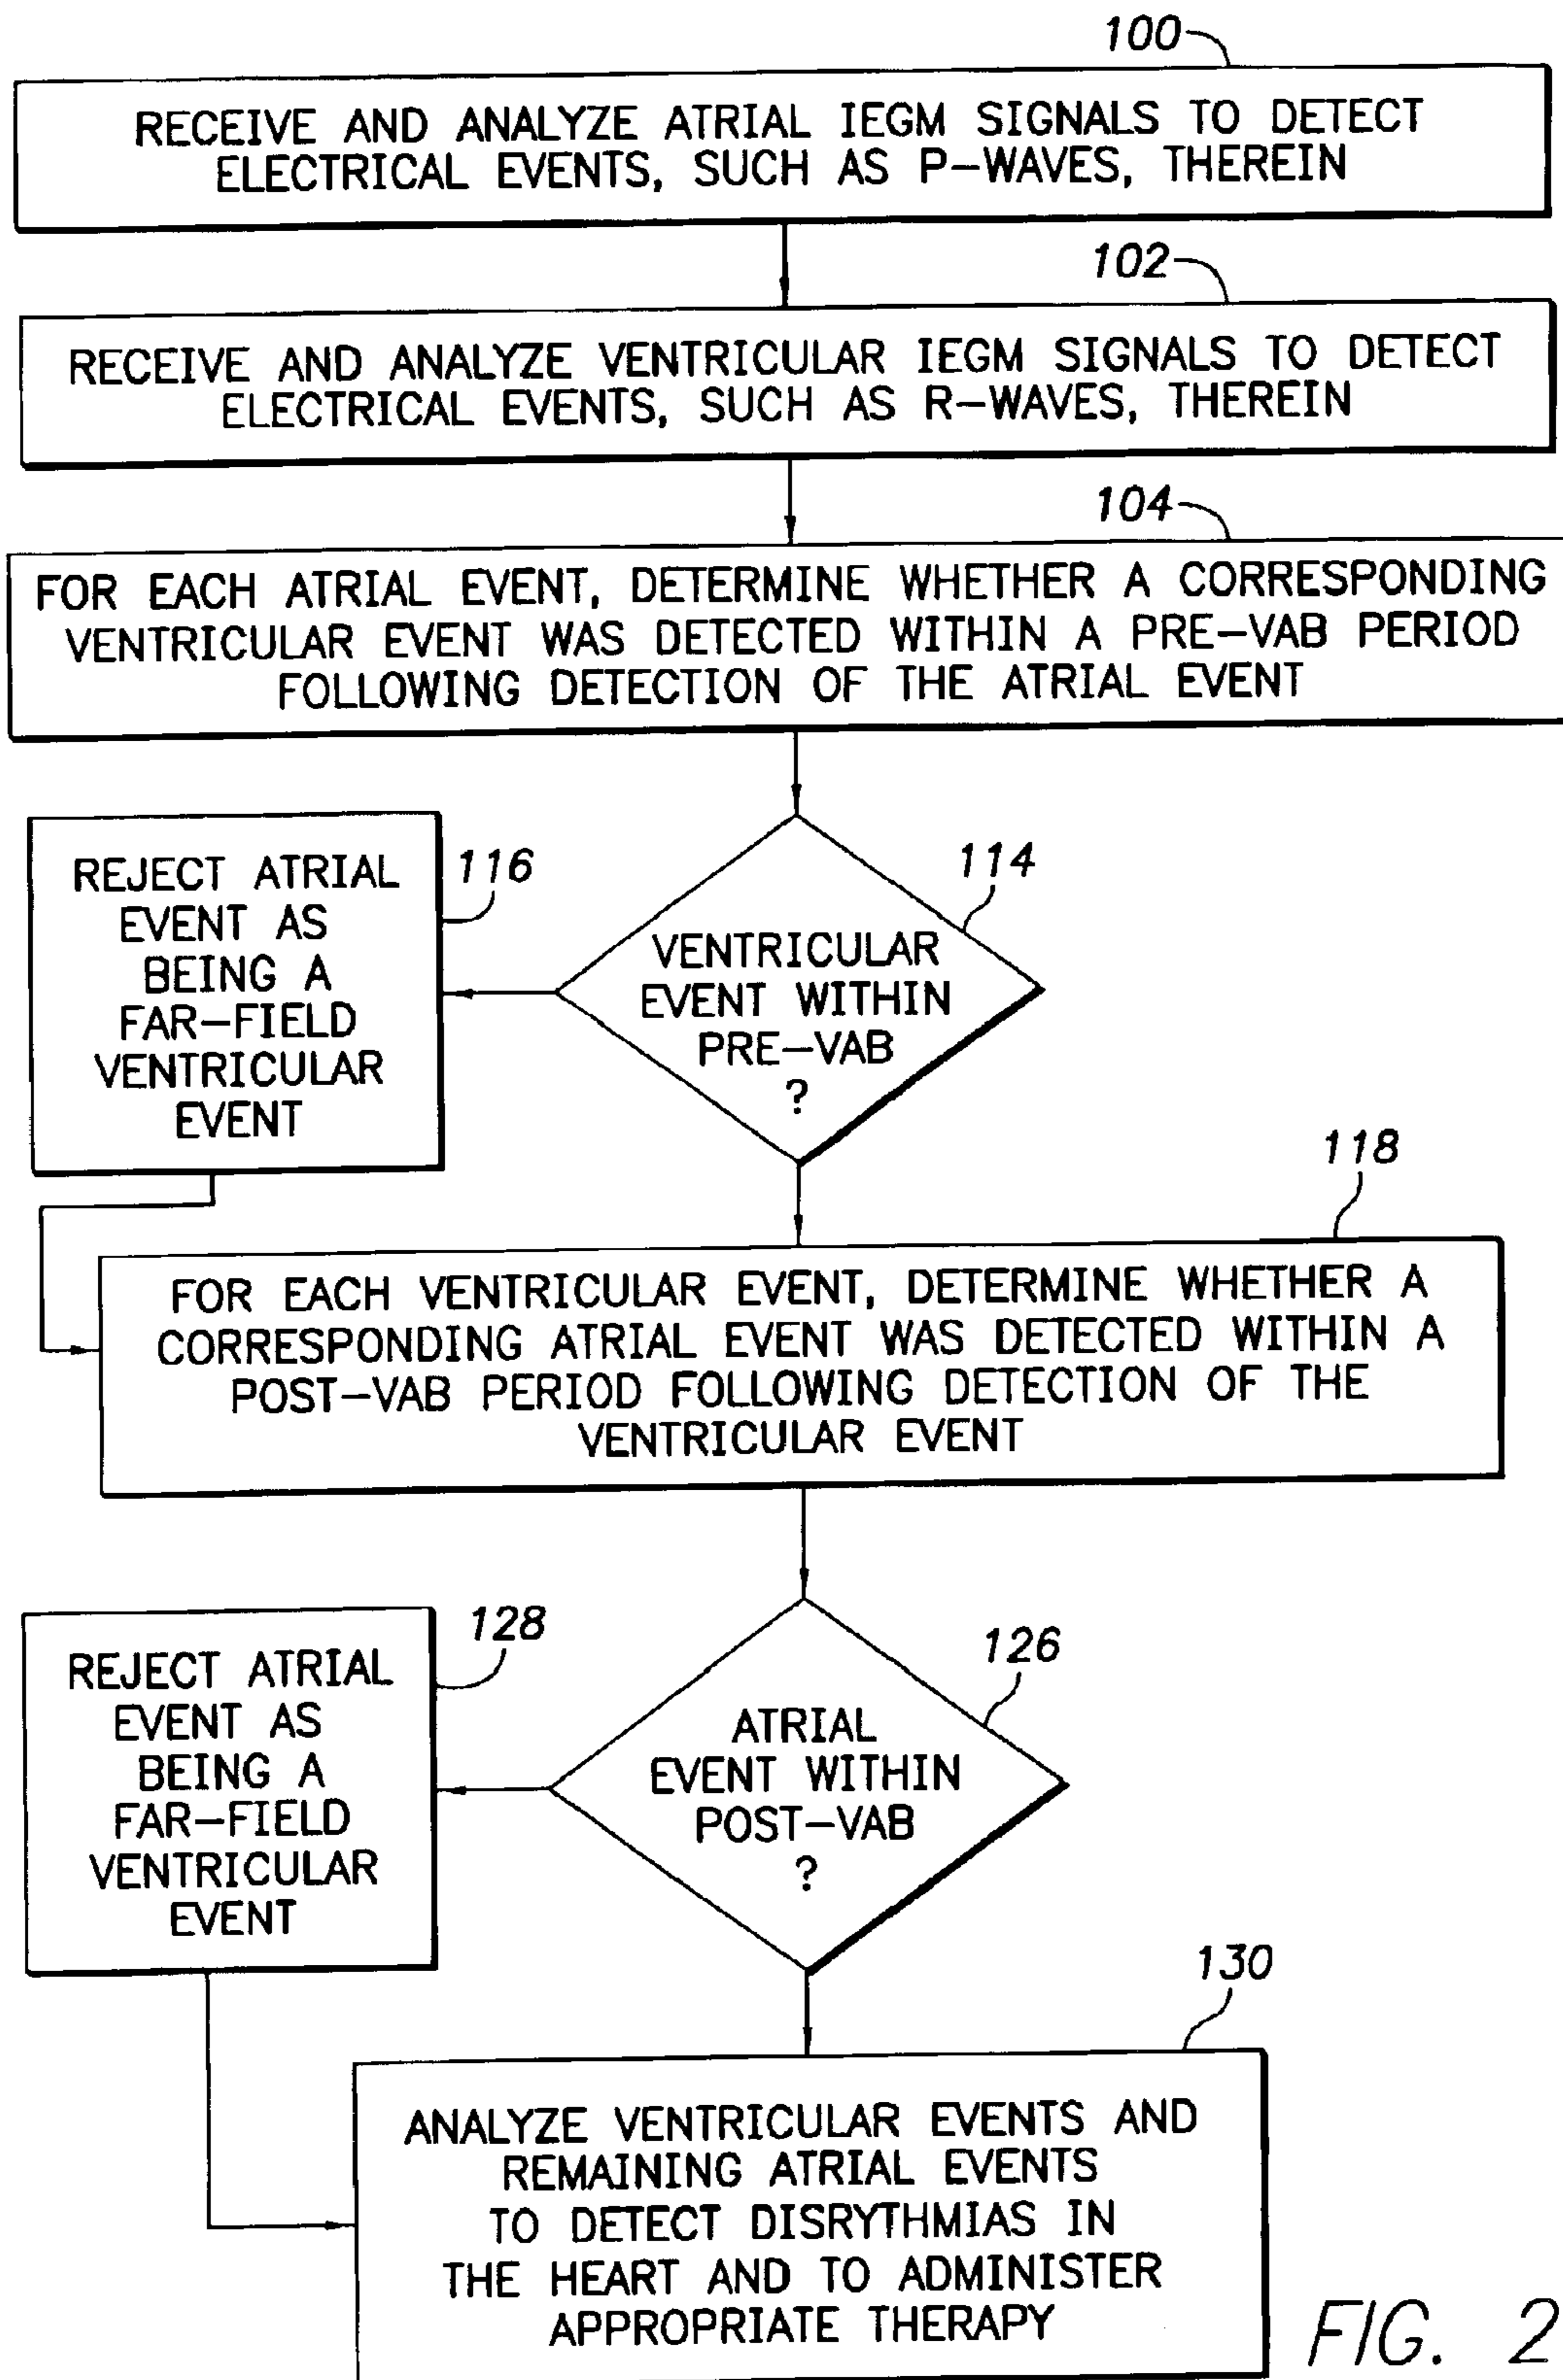 100
RECEIVE AND ANALYZE ATRIAL IEGM SIGNALS TO DETECT
ELECTRICAL EVENTS, SUCH AS P-WAVES, THEREIN
102
RECEIVE AND ANALYZE VENTRICULAR IEGM SIGNALS TO DETECT
ELECTRICAL EVENTS, SUCH AS R-WAVES, THEREIN
104
FOR EACH ATRIAL EVENT, DETERMINE WHETHER A CORRESPONDING
VENTRICULAR EVENT WAS DETECTED WITHIN A PRE-VAB PERIOD
FOLLOWING DETECTION OF THE ATRIAL EVENT
114
VENTRICULAR
EVENT WITHIN
PRE-VAB
?
116
REJECT ATRIAL
EVENT AS
BEING A
FAR-FIELD
VENTRICULAR
EVENT
118
FOR EACH VENTRICULAR EVENT, DETERMINE WHETHER A
CORRESPONDING ATRIAL EVENT WAS DETECTED WITHIN A
POST-VAB PERIOD FOLLOWING DETECTION OF THE
VENTRICULAR EVENT
126
ATRIAL
EVENT WITHIN
POST-VAB
?
128
REJECT ATRIAL
EVENT AS
BEING A
FAR-FIELD
VENTRICULAR
EVENT
130
ANALYZE VENTRICULAR EVENTS AND
REMAINING ATRIAL EVENTS
TO DETECT DISRYTHMIAS IN
THE HEART AND TO ADMINISTER
APPROPRIATE THERAPY
FIG. 2